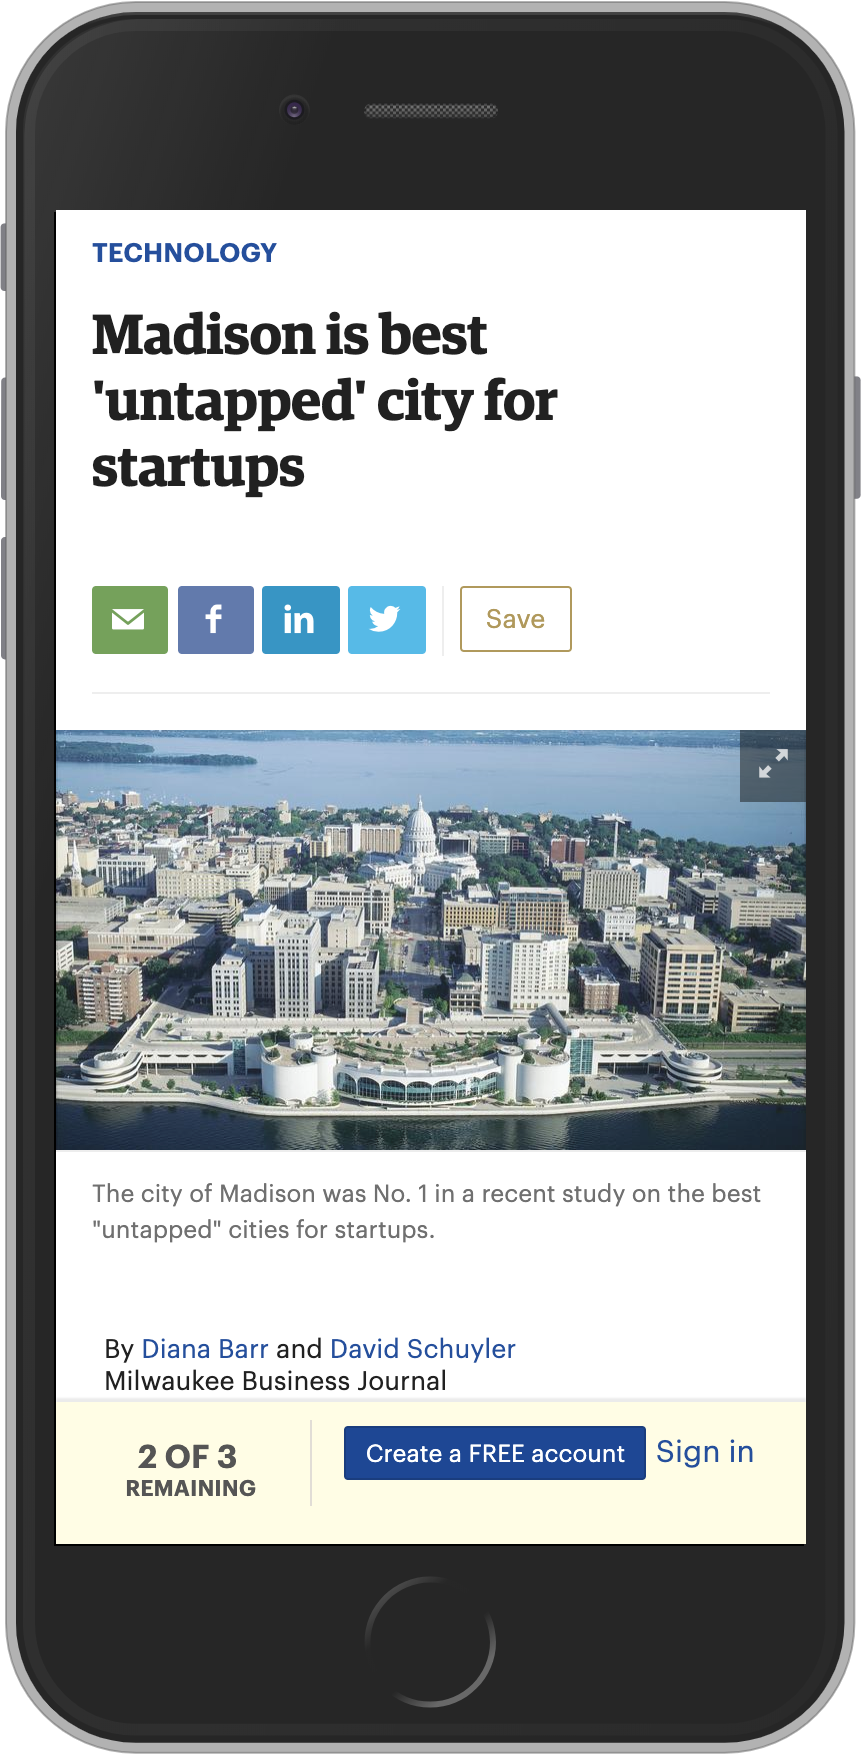 TECHNOLOGY
Madison is best
'untapped' city for
startups
f
in
Save
The city of Madison was No. 1 in a recent study on the best
"untapped" cities for startups.
By Diana Barr and David Schuyler
Milwaukee Business Journal
2 OF 3
REMAINING
Create a FREE account
Sign in